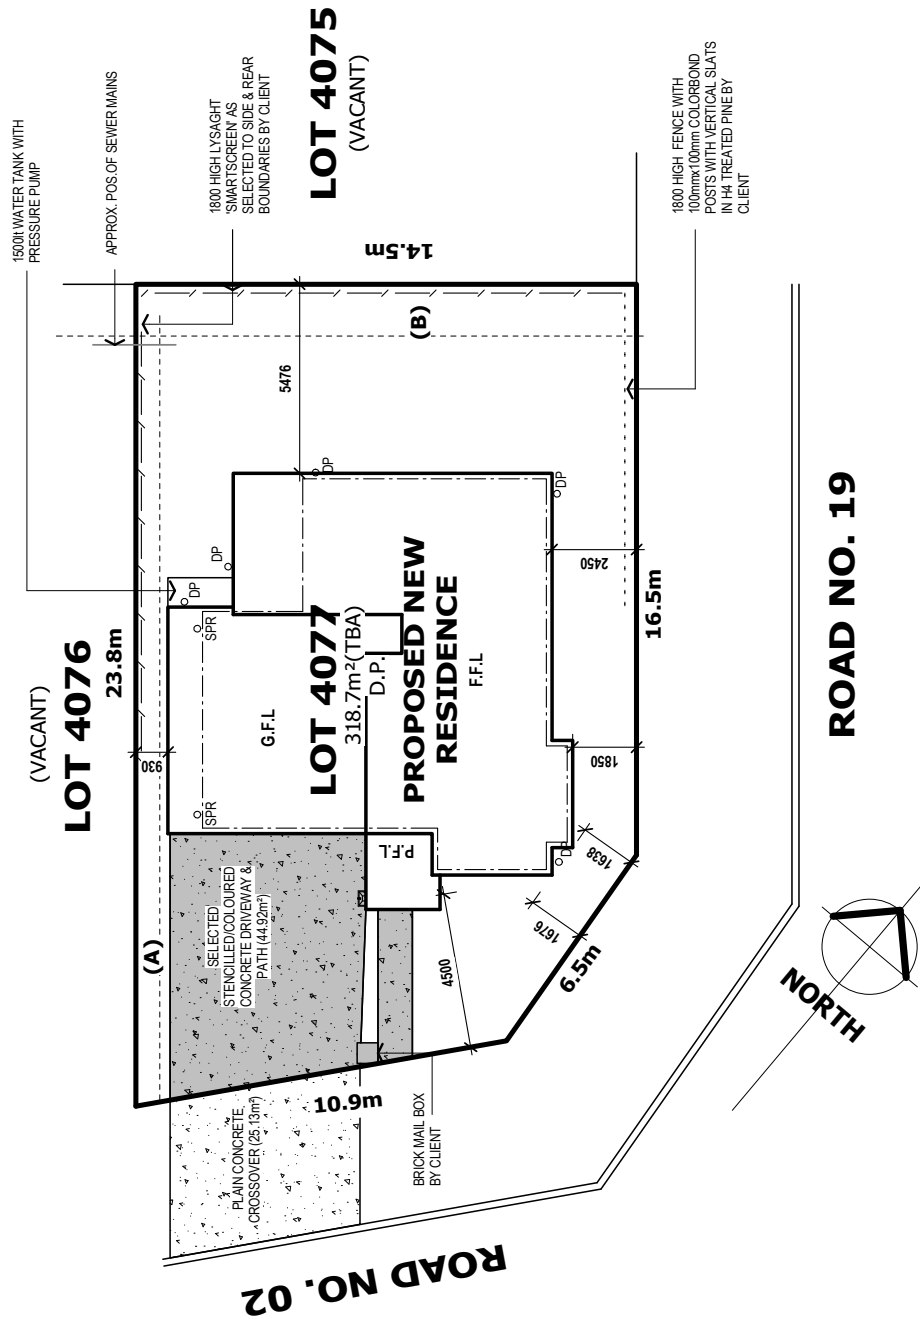 1500lt WATER TANK WITH
PRESSURE PUMP
APPROX. POS.OF SEWER MAINS
1800 HIGH LYSAGHT
'SMARTSCREEN' AS
SELECTED TO SIDE & REAR
BOUNDARIES BY CLIENT
LOT 4075
(VACANT)
14.5m
1800 HIGH FENCE WITH
100mmx100mm COLORBOND
POSTS WITH VERTICAL SLATS
IN H4 TREATED PINE BY
CLIENT
(B)
5476
DP
DP
DP
DP
SPR
SPR
(VACANT)
LOT 4076
23.8m
930
G.F.L
LOT 4077
318.7m²(TBA)
D.P.
PROPOSED NEW
RESIDENCE
F.F.L
2450
16.5m
1850
ROAD NO. 19
P.F.L
DP
1638
1676
6.5m
4500
(A)
SELECTED
STENCILLED/COLOURED
CONCRETE DRIVEWAY &
PATH (44.92m²)
10.9m
PLAIN CONCRETE
CROSSOVER (25.13m²)
BRICK MAIL BOX
BY CLIENT
NORTH
ROAD NO. 02